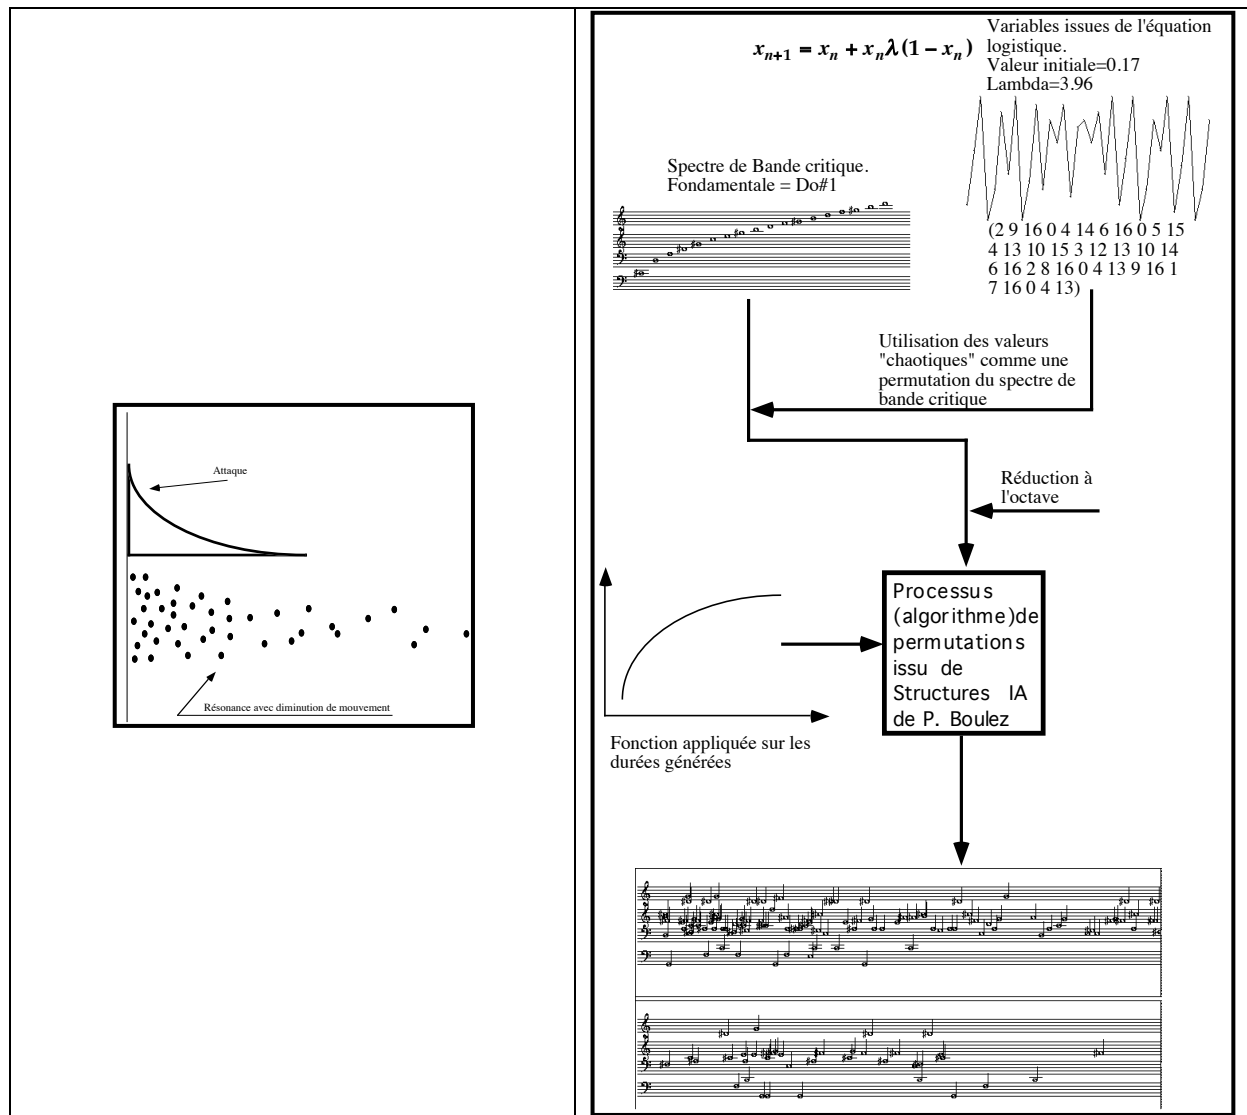 Attaque
Résonance avec diminution de mouvement
x_{n+1} = x_n + x_n λ(1 − x_n)
Variables issues de l'équation
logistique.
Valeur initiale=0.17
Lambda=3.96
Spectre de Bande critique.
Fondamentale = Do#1
(2 9 16 0 4 14 6 16 0 5 15
4 13 10 15 3 12 13 10 14
6 16 2 8 16 0 4 13 9 16 1
7 16 0 4 13)
Utilisation des valeurs
"chaotiques" comme une
permutation du spectre de
bande critique
Réduction à
l'octave
Processus
(algorithme)de
permutations
issu de
Structures IA
de P. Boulez
Fonction appliquée sur les
durées générées